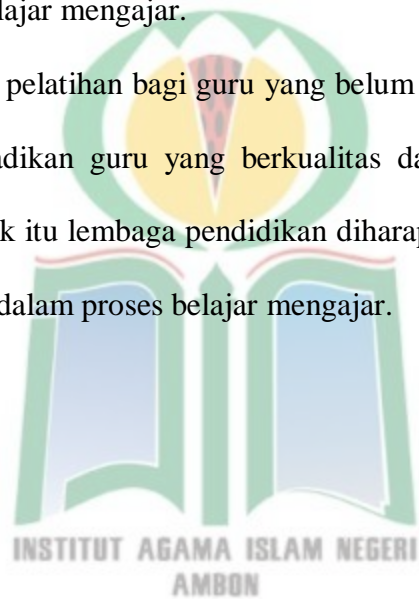 lajar mengajar.
pelatihan bagi guru yang belum
adikan guru yang berkualitas da
k itu lembaga pendidikan diharap
dalam proses belajar mengajar.
INSTITUT AGAMA ISLAM NEGERI
AMBON